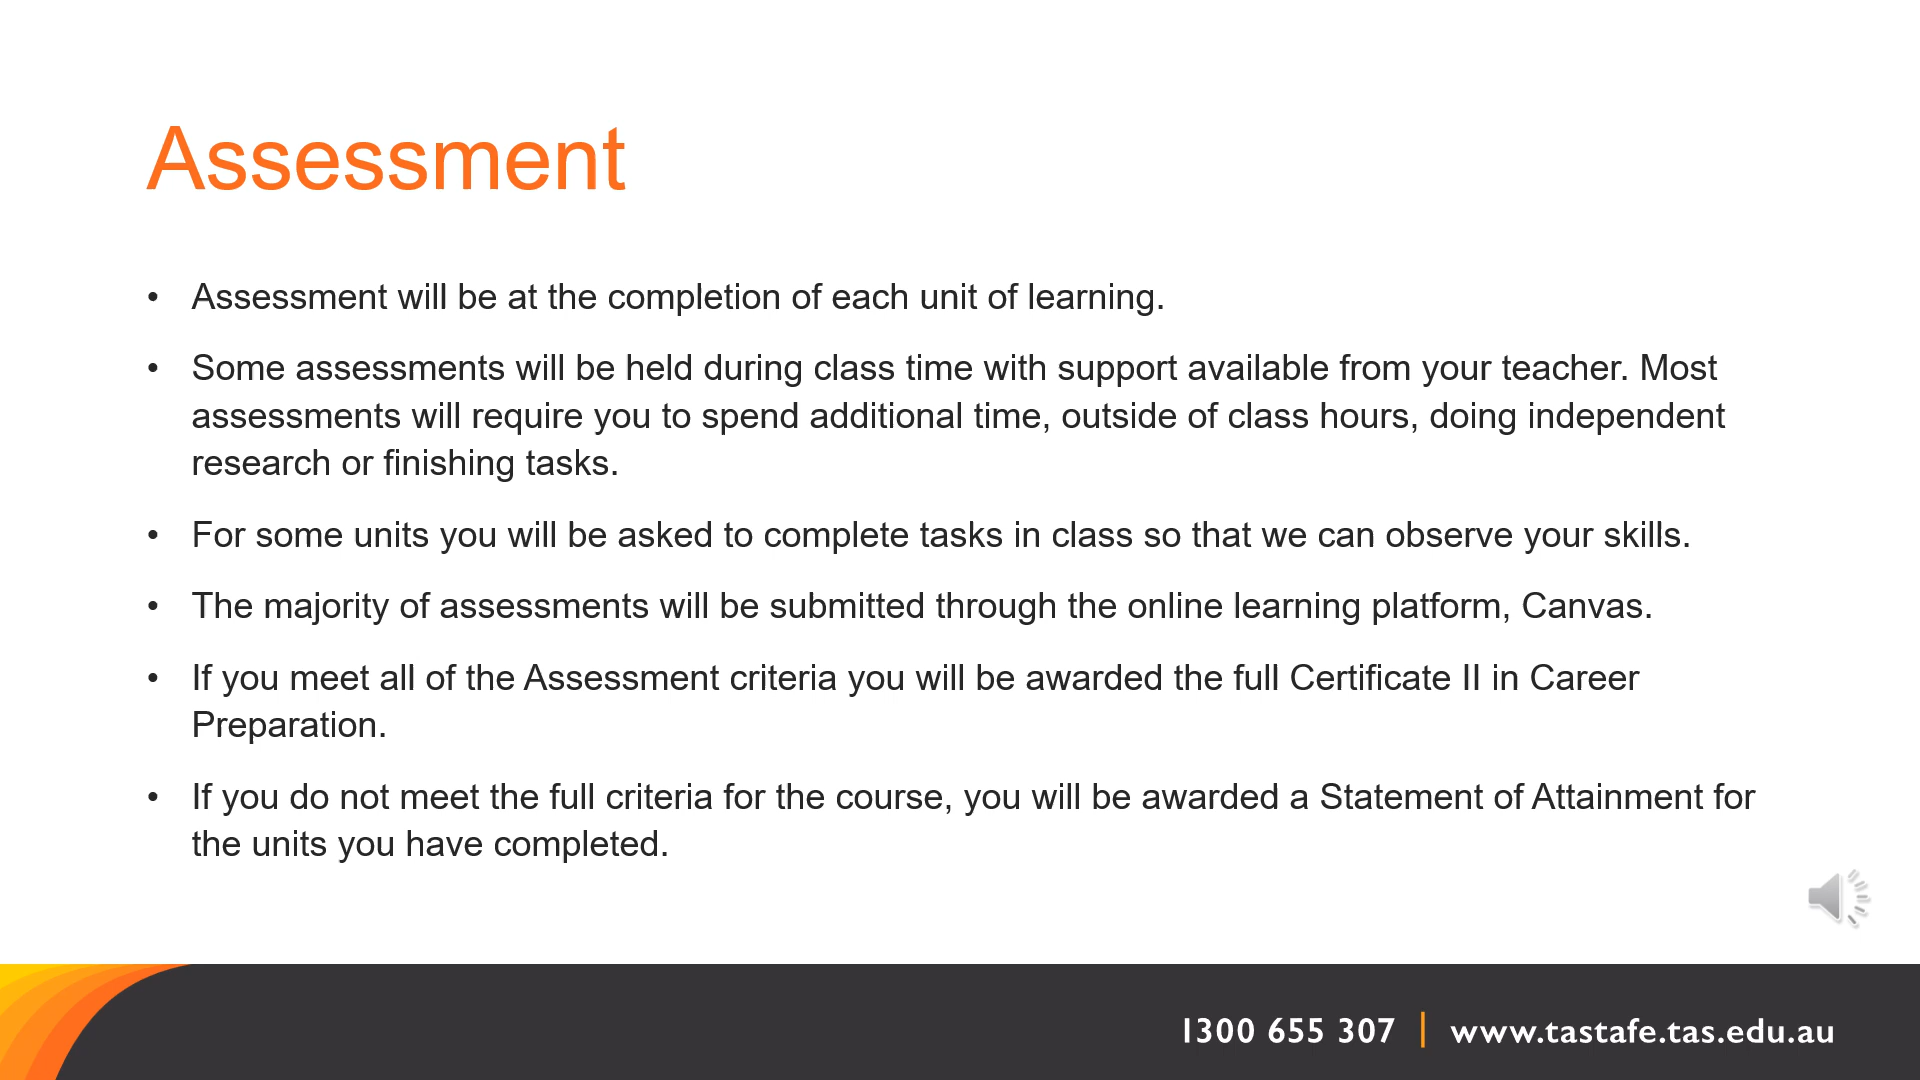 Assessment
• Assessment will be at the completion of each unit of learning.
• Some assessments will be held during class time with support available from your teacher. Most
assessments will require you to spend additional time, outside of class hours, doing independent
research or finishing tasks.
• For some units you will be asked to complete tasks in class so that we can observe your skills.
• The majority of assessments will be submitted through the online learning platform, Canvas.
• If you meet all of the Assessment criteria you will be awarded the full Certificate II in Career
Preparation.
• If you do not meet the full criteria for the course, you will be awarded a Statement of Attainment for
the units you have completed.
1300 655 307 | www.tastafe.tas.edu.au